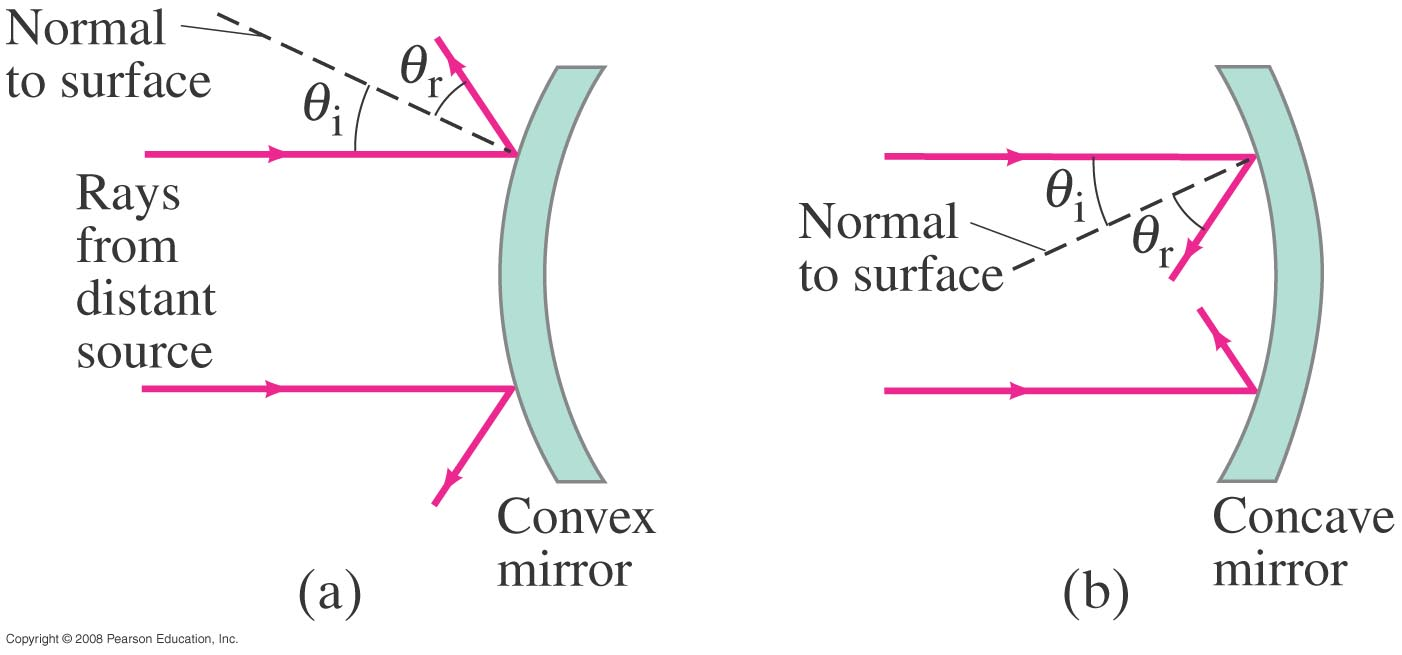 Normal
to surface
θi
θr
Rays
from
distant
source
Convex
mirror
(a)
θi
Normal
to surface
θr
Concave
mirror
(b)
Copyright © 2008 Pearson Education, Inc.